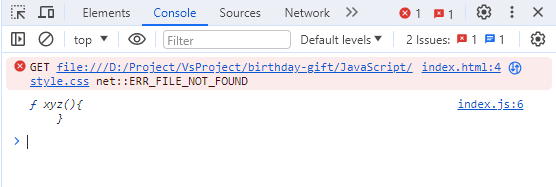 Elements Console Sources Network » 1 1
top ▼ Filter Default levels ▼ 2 Issues: 1 1
GET file:///D:/Project/VsProject/birthday-gift/JavaScript/ index.html:4
style.css net::ERR_FILE_NOT_FOUND
ƒ xyz(){ index.js:6
}
>